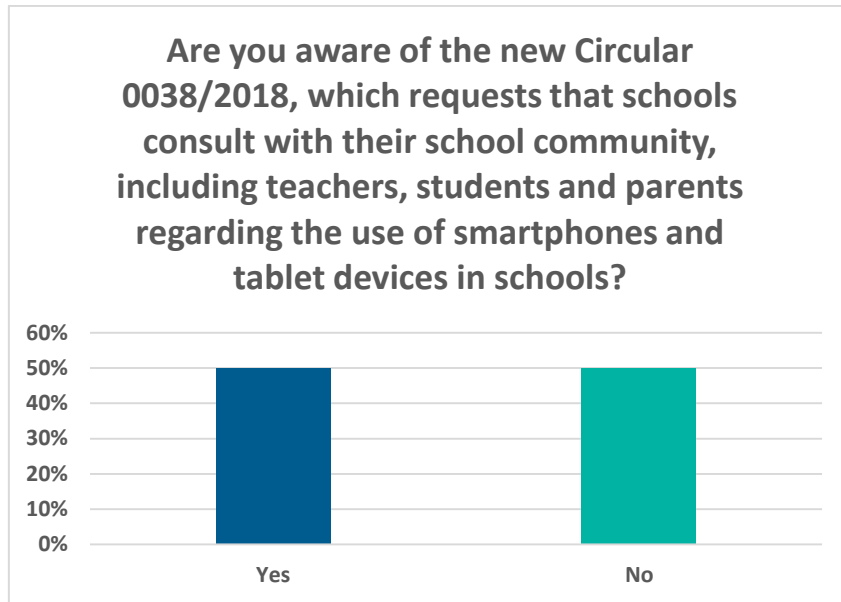 Are you aware of the new Circular
0038/2018, which requests that schools
consult with their school community,
including teachers, students and parents
regarding the use of smartphones and
tablet devices in schools?
60%
50%
40%
30%
20%
10%
0%
Yes No